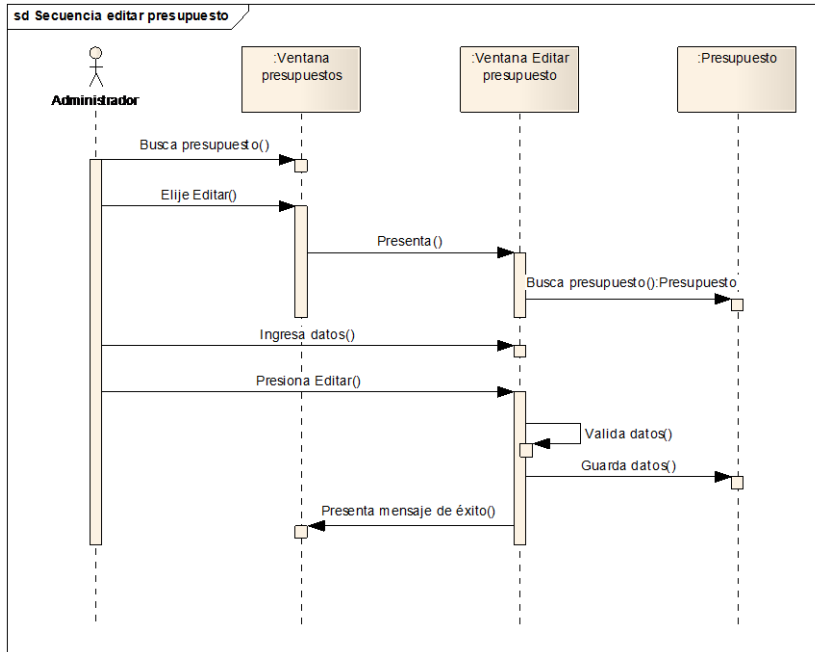 sd Secuencia editar presupuesto
:Ventana
presupuestos
:Ventana Editar
presupuesto
:Presupuesto
Administrador
Busca presupuesto()
Elije Editar()
Presenta()
Busca presupuesto():Presupuesto
Ingresa datos()
Presiona Editar()
Valida datos()
Guarda datos()
Presenta mensaje de éxito()